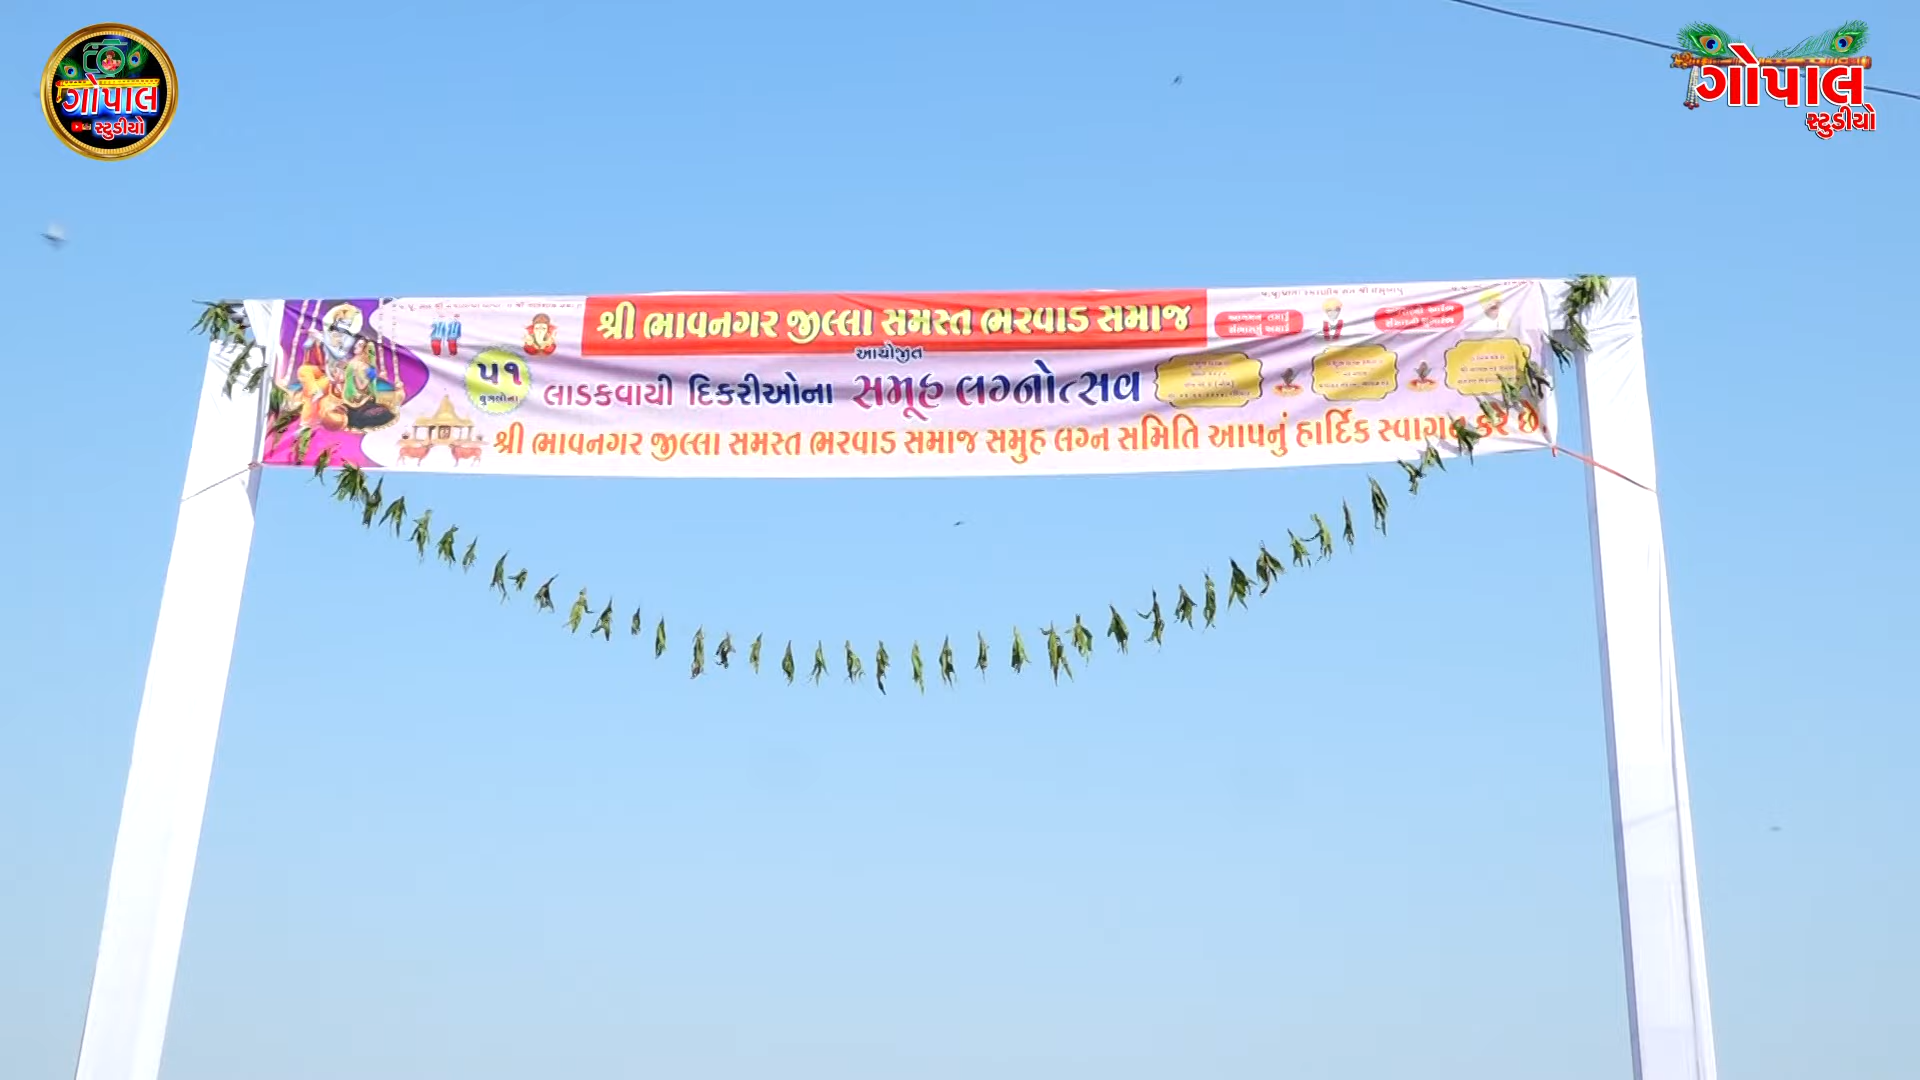 ગોપાલ
સ્ટુડીયો
ગોપાલ
સ્ટુડીયો
શ્રી ભાવનગર જીલ્લા સમસ્ત ભરવાડ સમાજ
આયોજીત
૫૧
યુગલોના
લાડકવાયી દિકરીઓના સમૂહ લગ્નોત્સવ
શ્રી ભાવનગર જીલ્લા સમસ્ત ભરવાડ સમાજ સમુહ લગ્ન સમિતિ આપનું હાર્દિક સ્વાગત કરે છે